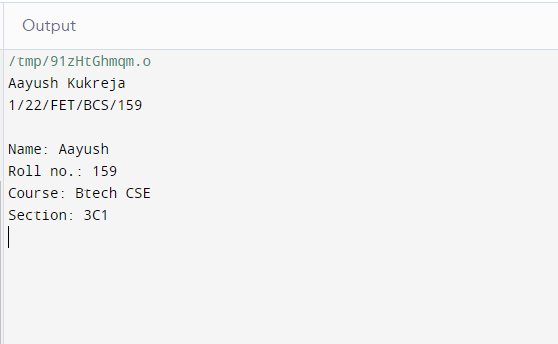 Output
/tmp/91zHtGhmqm.o
Aayush Kukreja
1/22/FET/BCS/159
Name: Aayush
Roll no.: 159
Course: Btech CSE
Section: 3C1